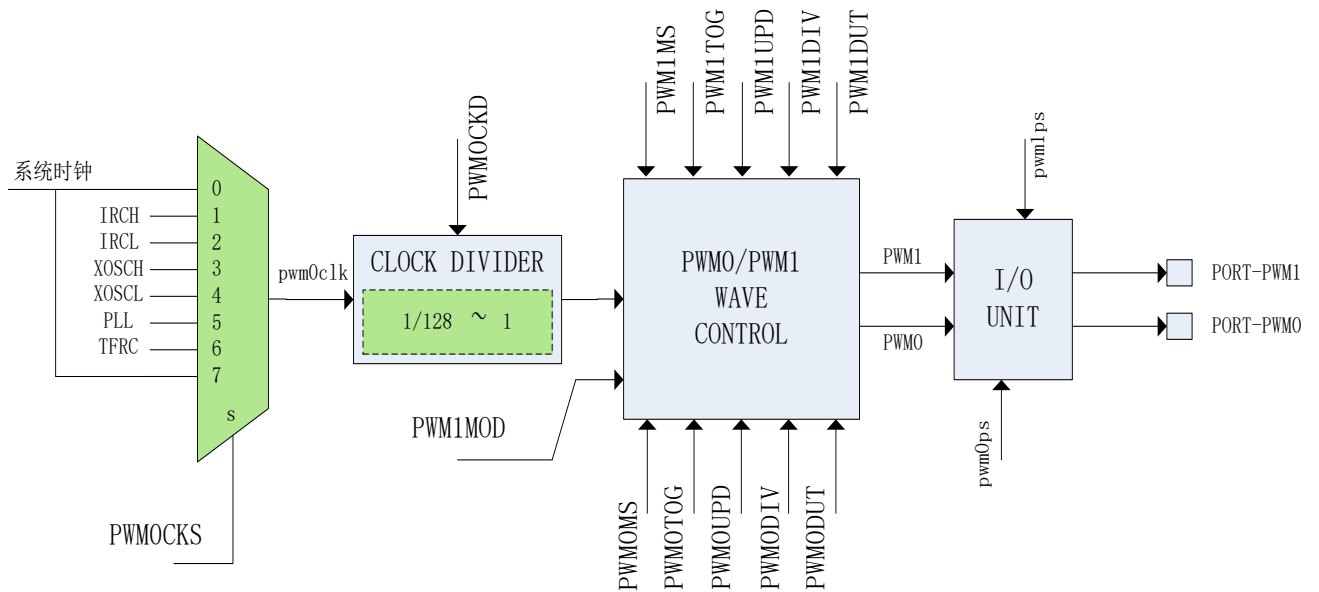 PWM1MS
PWM1TOG
PWM1UPD
PWM1DIV
PWM1DUT
PWM0CKD
pwm1ps
系统时钟
0
IRCH 1
IRCL 2
XOSCH 3
XOSCL 4
PLL 5
TFRC 6
7
s
pwm0clk
CLOCK DIVIDER
1/128 ~ 1
PWM0/PWM1
WAVE
CONTROL
PWM1
PWM0
I/O
UNIT
PORT-PWM1
PORT-PWM0
PWM1MOD
PWM0CKS
pwm0ps
PWM0MS
PWM0TOG
PWM0UPD
PWM0DIV
PWM0DUT